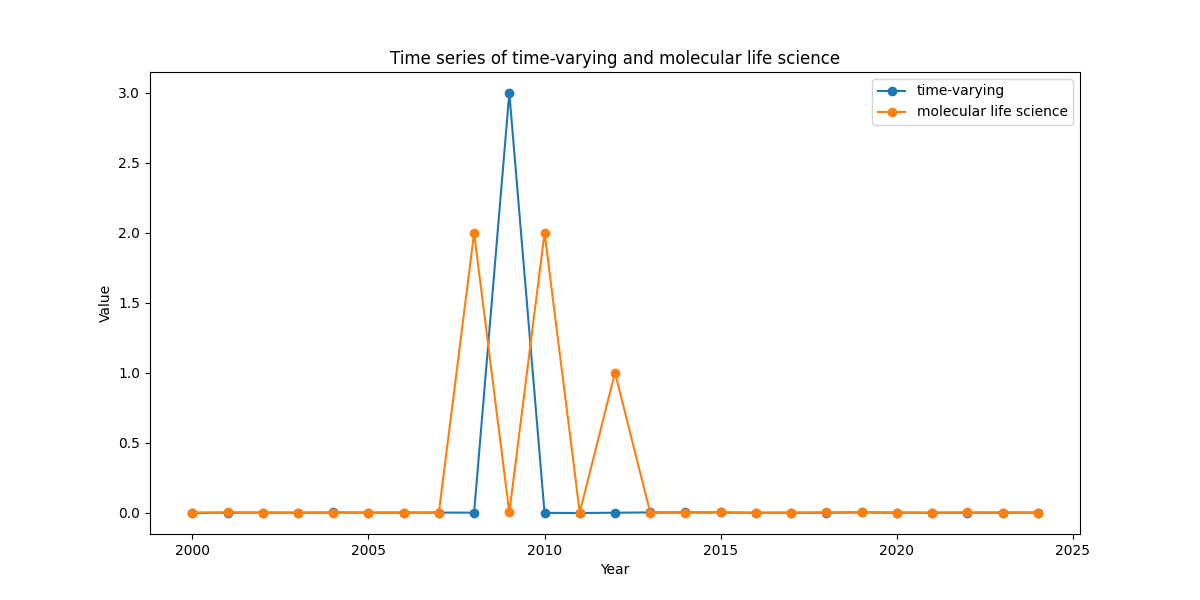 Time series of time-varying and molecular life science
time-varying
molecular life science
Value
3.0
2.5
2.0
1.5
1.0
0.5
0.0
2000
2005
2010
2015
2020
2025
Year